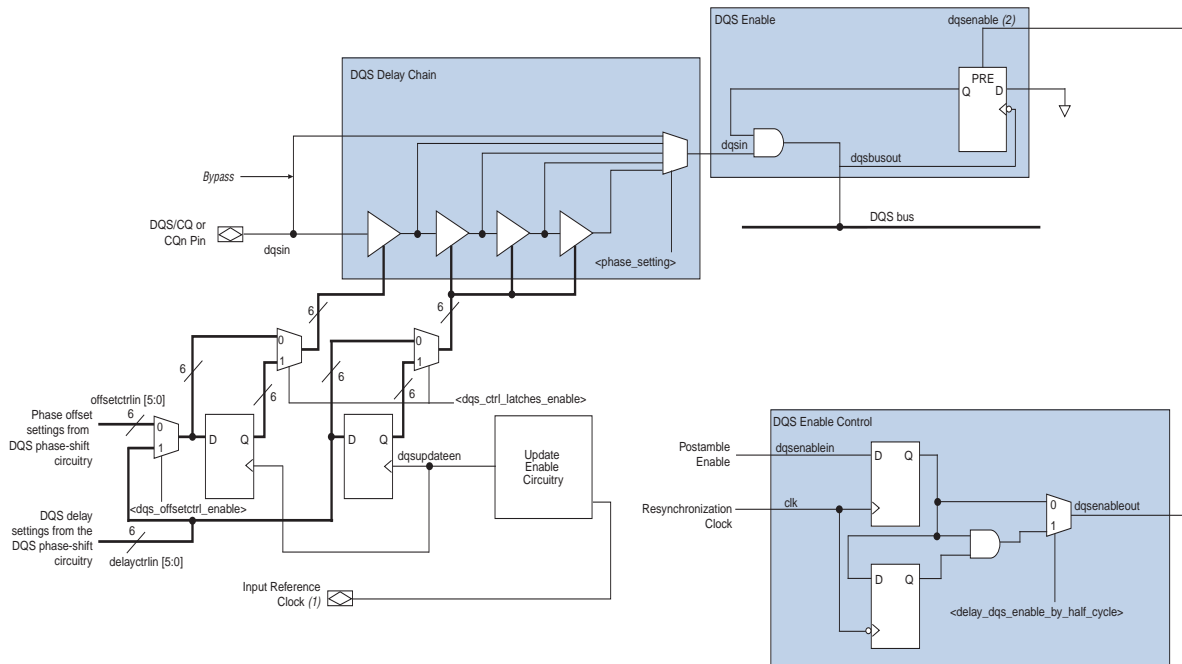 DQS Enable
dqsenable (2)
PRE
Q
D
DQS Delay Chain
dqsin
dqsbusout
Bypass
DQS/CQ or
CQn Pin
dqsin
DQS bus
<phase_setting>
6
6
0
1
0
1
6
6
6
6
offsetctrlin [5:0]
<dqs_ctrl_latches_enable>
Phase offset
settings from
DQS phase-shift
circuitry
6
0
1
D
Q
D
Q
dqsupdateen
Update
Enable
Circuitry
<dqs_offsetctrl_enable>
DQS delay
settings from the
DQS phase-shift
circuitry
6
delayctrlin [5:0]
Input Reference
Clock (1)
DQS Enable Control
Postamble
Enable
dqsenablein
D
Q
Resynchronization
Clock
clk
0
1
dqsenableout
D
Q
<delay_dqs_enable_by_half_cycle>